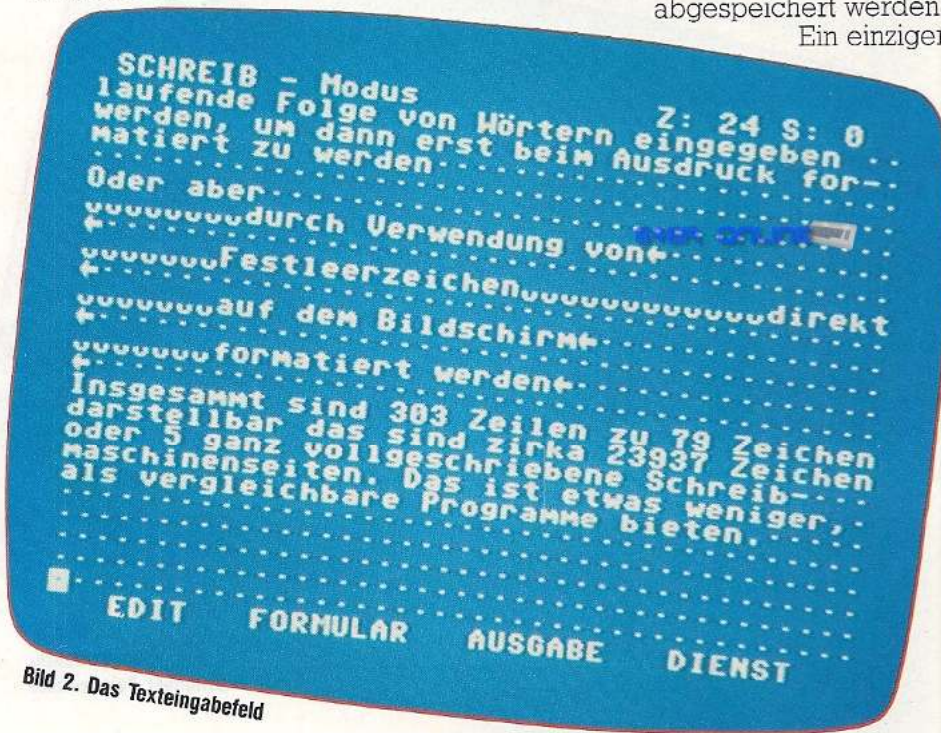 abgespeichert werden
Ein einziger
SCHREIB - Modus Z: 24 S: 0
laufende Folge von Wörtern eingegeben
werden, um dann erst beim Ausdruck for-
matiert zu werden
Oder aber
durch Verwendung von←
←
Festleerzeichen direkt
←
auf dem Bildschirm←
←
formatiert werden←
←
Insgesammt sind 303 Zeilen zu 79 Zeichen
darstellbar das sind zirka 23937 Zeichen
oder 5 ganz vollgeschriebene Schreib-
maschinenseiten. Das ist etwas weniger,
als vergleichbare Programme bieten.
EDIT FORMULAR AUSGABE DIENST
Bild 2. Das Texteingabefeld